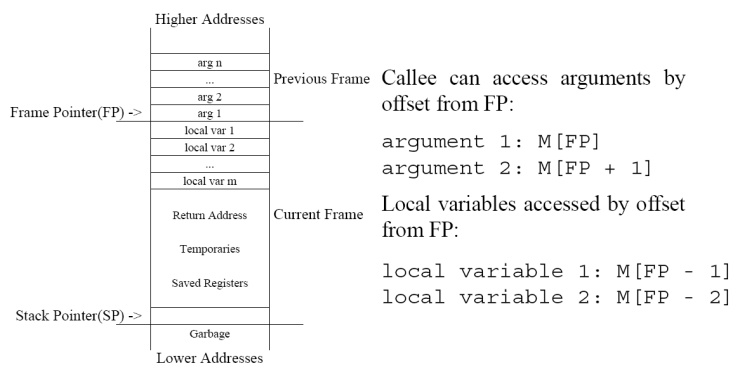 Higher Addresses
arg n
...
arg 2
arg 1
Previous Frame
Frame Pointer(FP) ->
local var 1
local var 2
...
local var m
Return Address
Temporaries
Saved Registers
Current Frame
Stack Pointer(SP) ->
Garbage
Lower Addresses
Callee can access arguments by
offset from FP:
argument 1: M[FP]
argument 2: M[FP + 1]
Local variables accessed by offset
from FP:
local variable 1: M[FP - 1]
local variable 2: M[FP - 2]